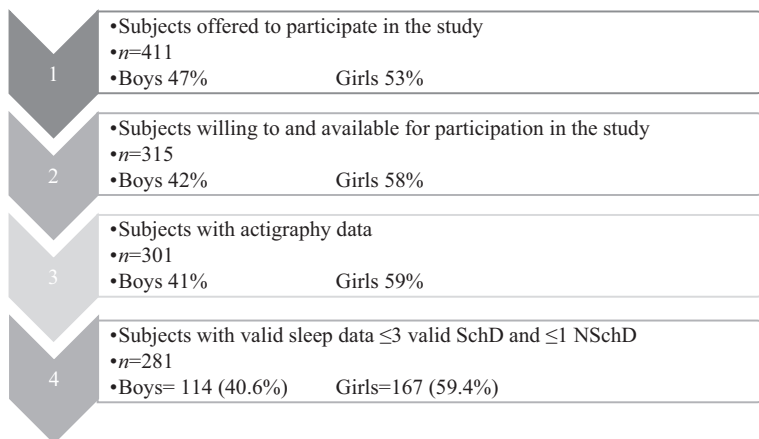 1
•Subjects offered to participate in the study
•n=411
•Boys 47% Girls 53%
2
•Subjects willing to and available for participation in the study
•n=315
•Boys 42% Girls 58%
3
•Subjects with actigraphy data
•n=301
•Boys 41% Girls 59%
4
•Subjects with valid sleep data ≤3 valid SchD and ≤1 NSchD
•n=281
•Boys= 114 (40.6%) Girls=167 (59.4%)